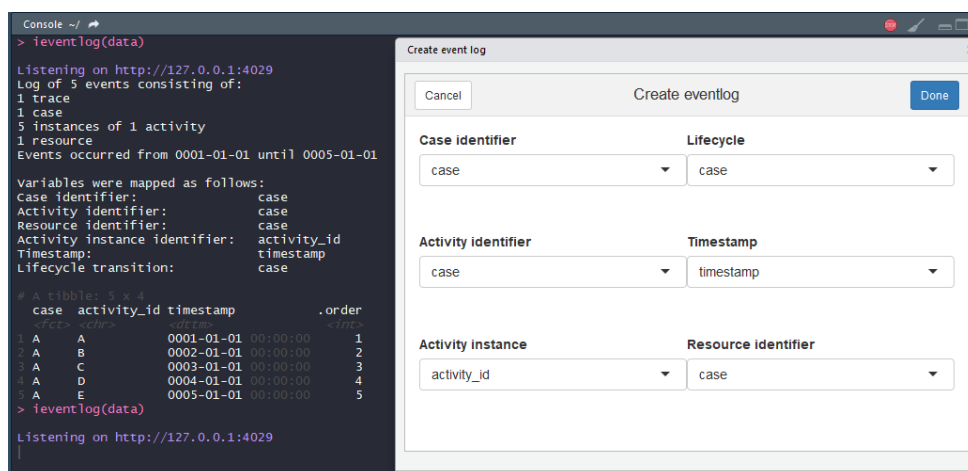 Console ~/
> ieventlog(data)
Listening on http://127.0.0.1:4029
Log of 5 events consisting of:
1 trace
1 case
5 instances of 1 activity
1 resource
Events occurred from 0001-01-01 until 0005-01-01
Variables were mapped as follows:
Case identifier: case
Activity identifier: case
Resource identifier: case
Activity instance identifier: activity_id
Timestamp: timestamp
Lifecycle transition: case
# A tibble: 5 x 4
case activity_id timestamp .order
<fct> <chr> <dttm> <int>
1 A A 0001-01-01 00:00:00 1
2 A B 0002-01-01 00:00:00 2
3 A C 0003-01-01 00:00:00 3
4 A D 0004-01-01 00:00:00 4
5 A E 0005-01-01 00:00:00 5
> ieventlog(data)
Listening on http://127.0.0.1:4029
Create event log
Cancel Create eventlog Done
Case identifier Lifecycle
case case
Activity identifier Timestamp
case timestamp
Activity instance Resource identifier
activity_id case